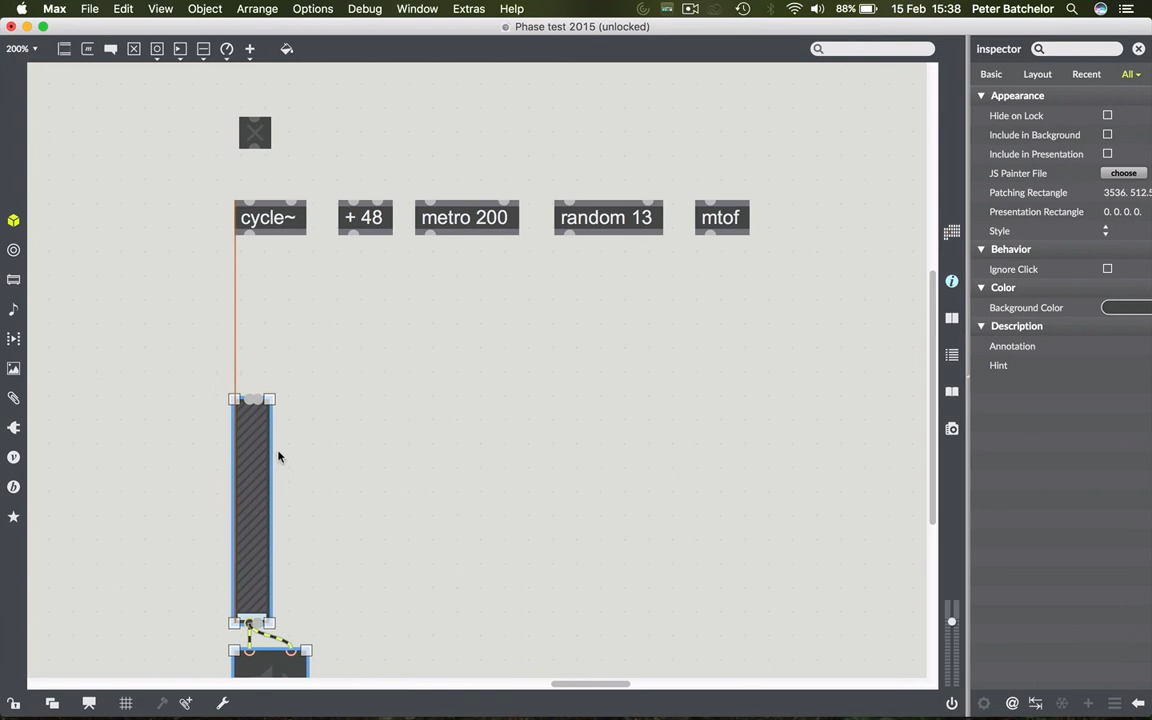 Max File Edit View Object Arrange Options Debug Window Extras Help 88% 15 Feb 15:38 Peter Batchelor
Phase test 2015 (unlocked)
200%
inspector
Basic Layout Recent All
Appearance
Hide on Lock
Include in Background
Include in Presentation
JS Painter File choose
Patching Rectangle 3536. 512.5
Presentation Rectangle 0. 0. 0. 0.
Style
Behavior
Ignore Click
Color
Background Color
Description
Annotation
Hint
cycle~ + 48 metro 200 random 13 mtof